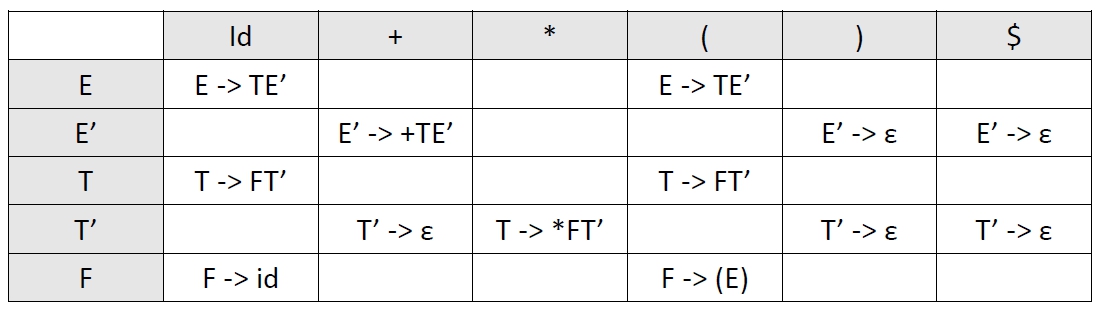 Id + * ( ) $
E E -> TE’ E -> TE’
E’ E’ -> +TE’ E’ -> ε E’ -> ε
T T -> FT’ T -> FT’
T’ T’ -> ε T -> *FT’ T’ -> ε T’ -> ε
F F -> id F -> (E)